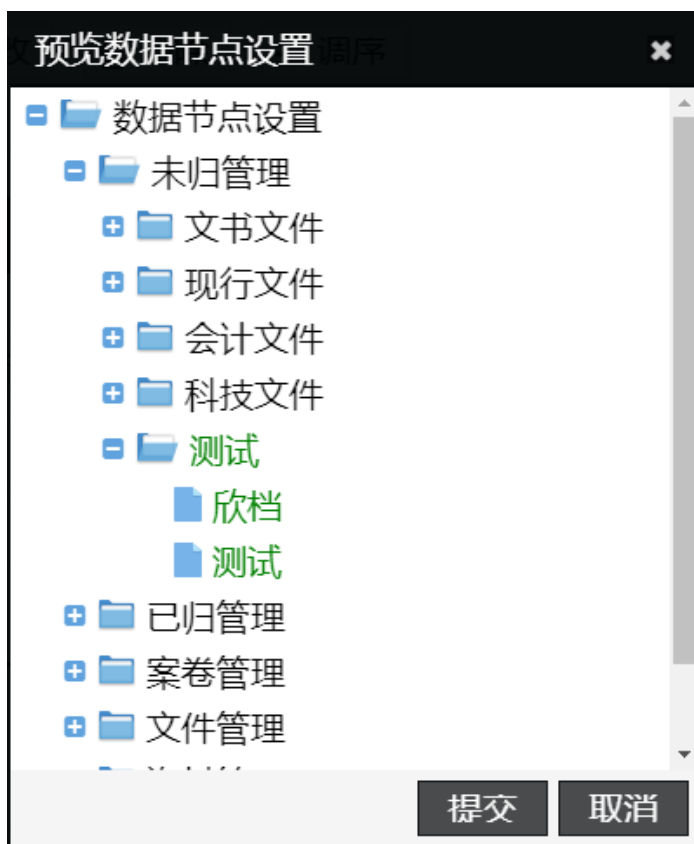 预览数据节点设置
数据节点设置
未归管理
文书文件
现行文件
会计文件
科技文件
测试
欣档
测试
已归管理
案卷管理
文件管理
提交
取消